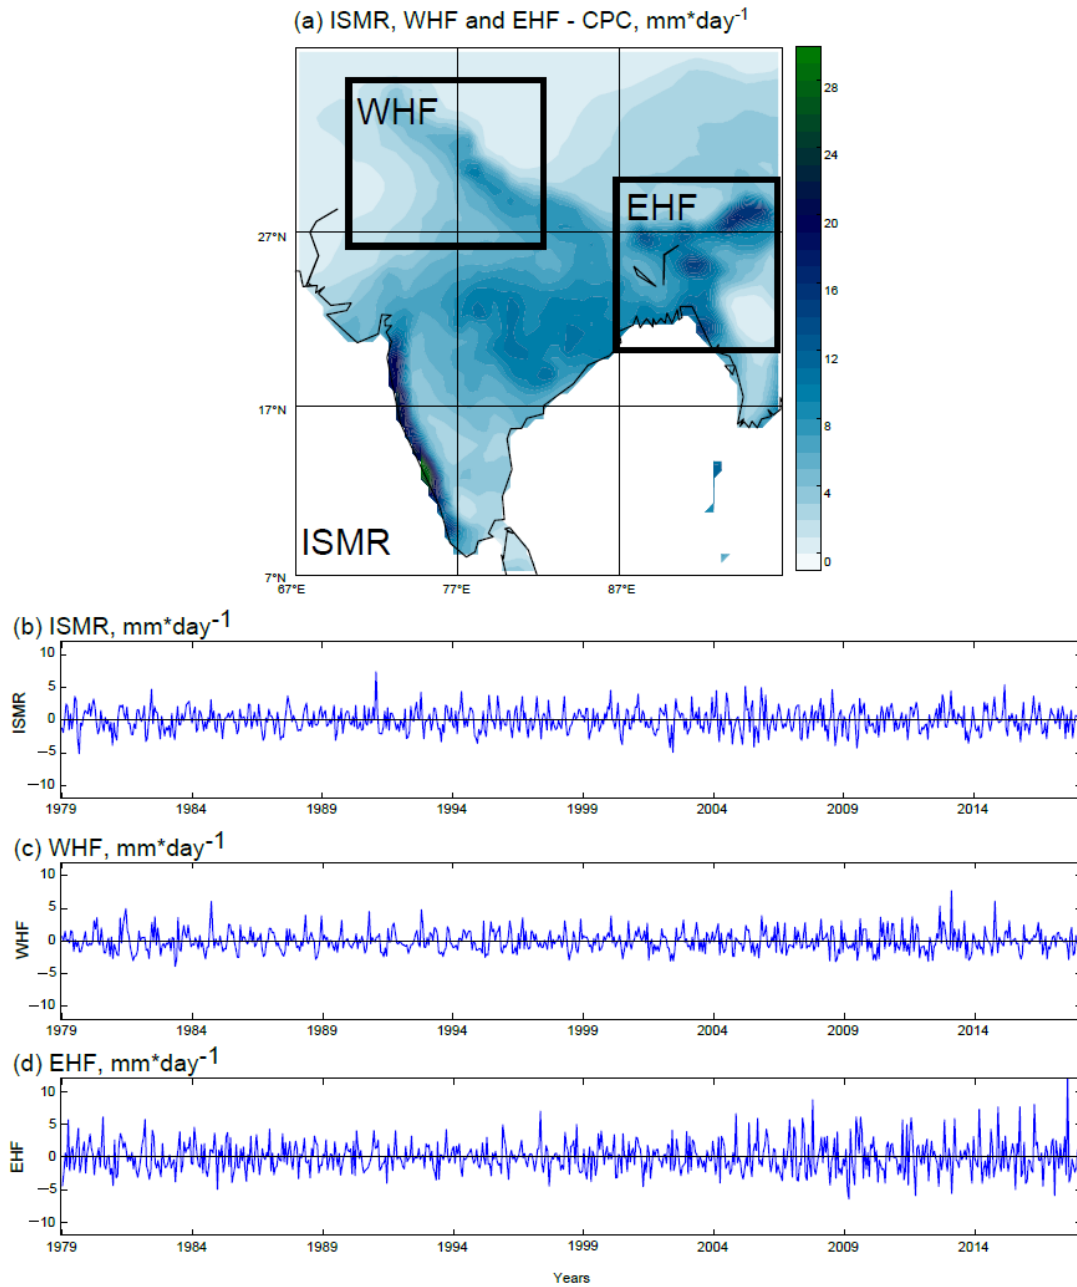 (a) ISMR, WHF and EHF - CPC, mm*day-1
WHF
EHF
ISMR
27°N
17°N
7°N
67°E 77°E 87°E
28
24
20
16
12
8
4
0
(b) ISMR, mm*day-1
ISMR
10
5
0
−5
−10
1979 1984 1989 1994 1999 2004 2009 2014
(c) WHF, mm*day-1
WHF
10
5
0
−5
−10
1979 1984 1989 1994 1999 2004 2009 2014
(d) EHF, mm*day-1
EHF
10
5
0
−5
−10
1979 1984 1989 1994 1999 2004 2009 2014
Years